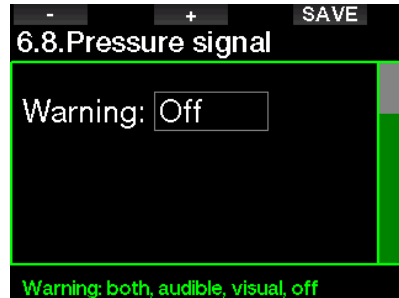 - + SAVE
6.8.Pressure signal
Warning: Off
Warning: both, audible, visual, off